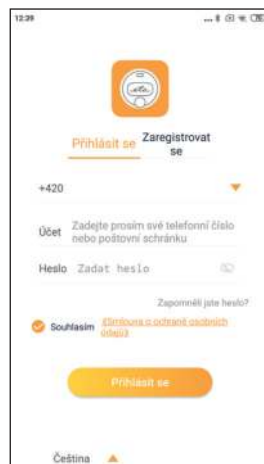 12:39
eta
Přihlásit se
Zaregistrovat
se
+420
Účet
Zadejte prosím své telefonní číslo
nebo poštovní schránku
Heslo Zadat heslo
Zapomněli jste heslo?
Souhlasím 《Smlouva o ochraně osobních
údajů》
Přihlásit se
Čeština